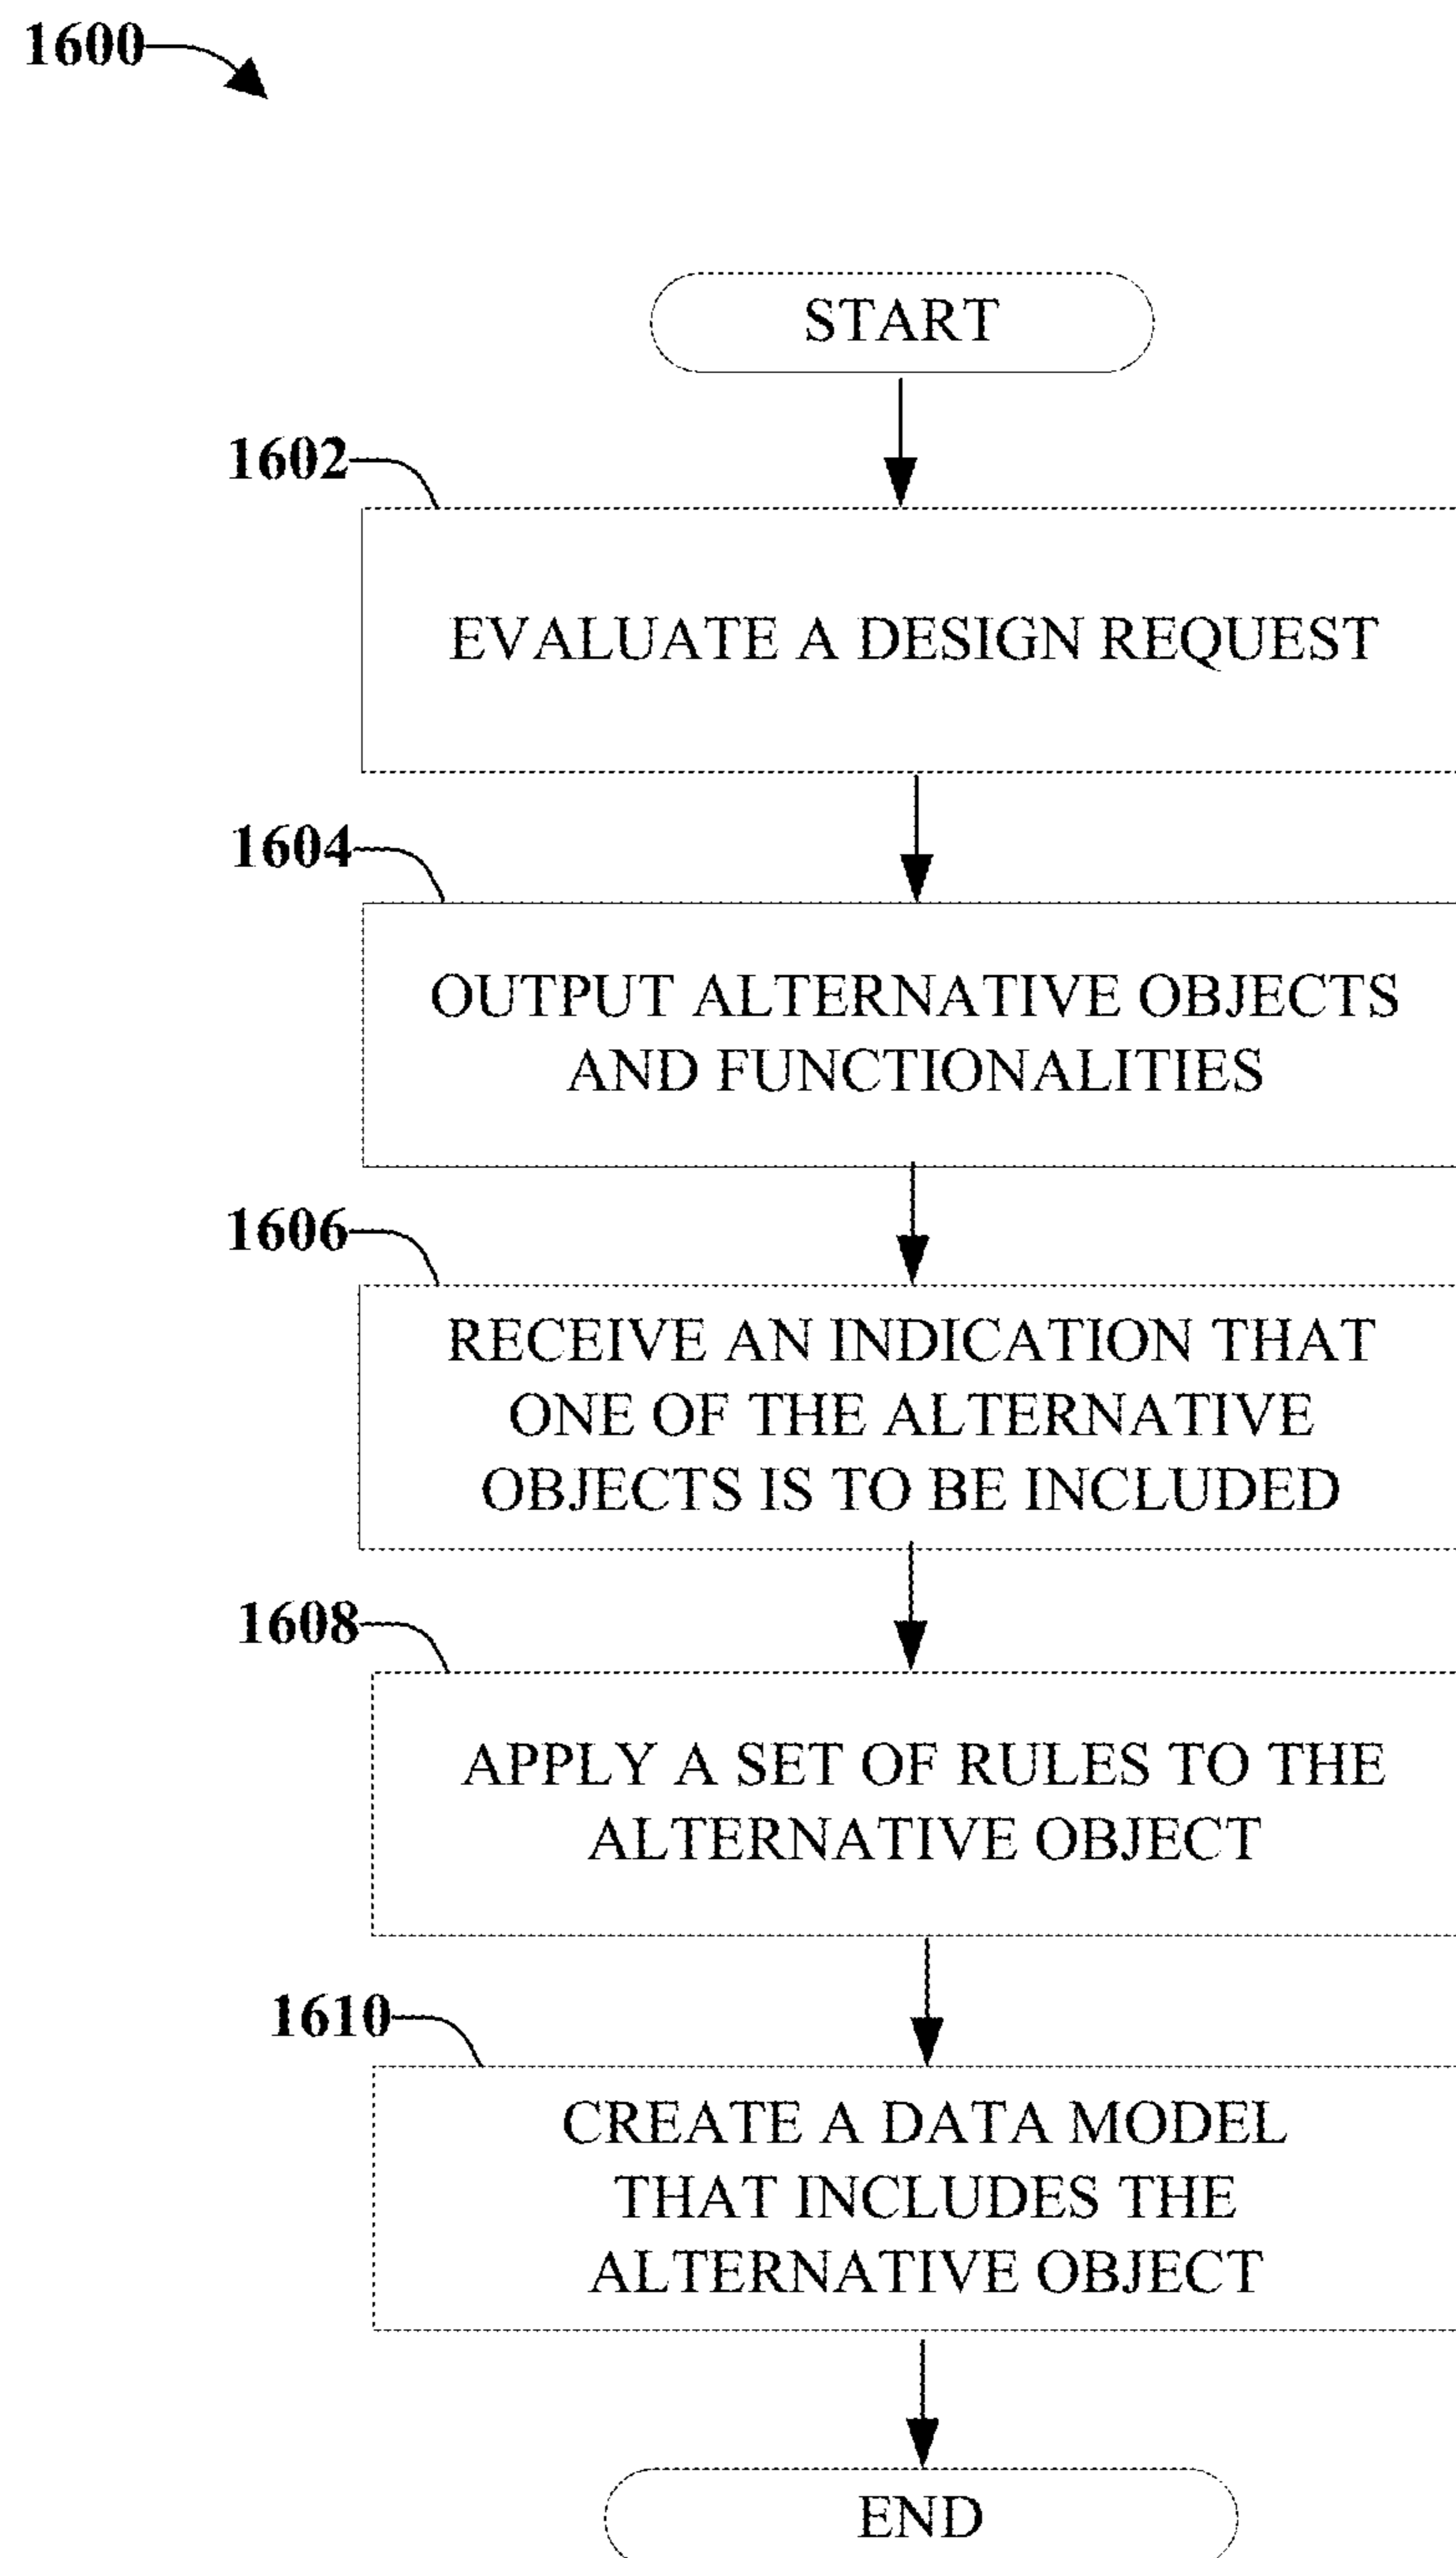 1600
START
1602
EVALUATE A DESIGN REQUEST
1604
OUTPUT ALTERNATIVE OBJECTS
AND FUNCTIONALITIES
1606
RECEIVE AN INDICATION THAT
ONE OF THE ALTERNATIVE
OBJECTS IS TO BE INCLUDED
1608
APPLY A SET OF RULES TO THE
ALTERNATIVE OBJECT
1610
CREATE A DATA MODEL
THAT INCLUDES THE
ALTERNATIVE OBJECT
END